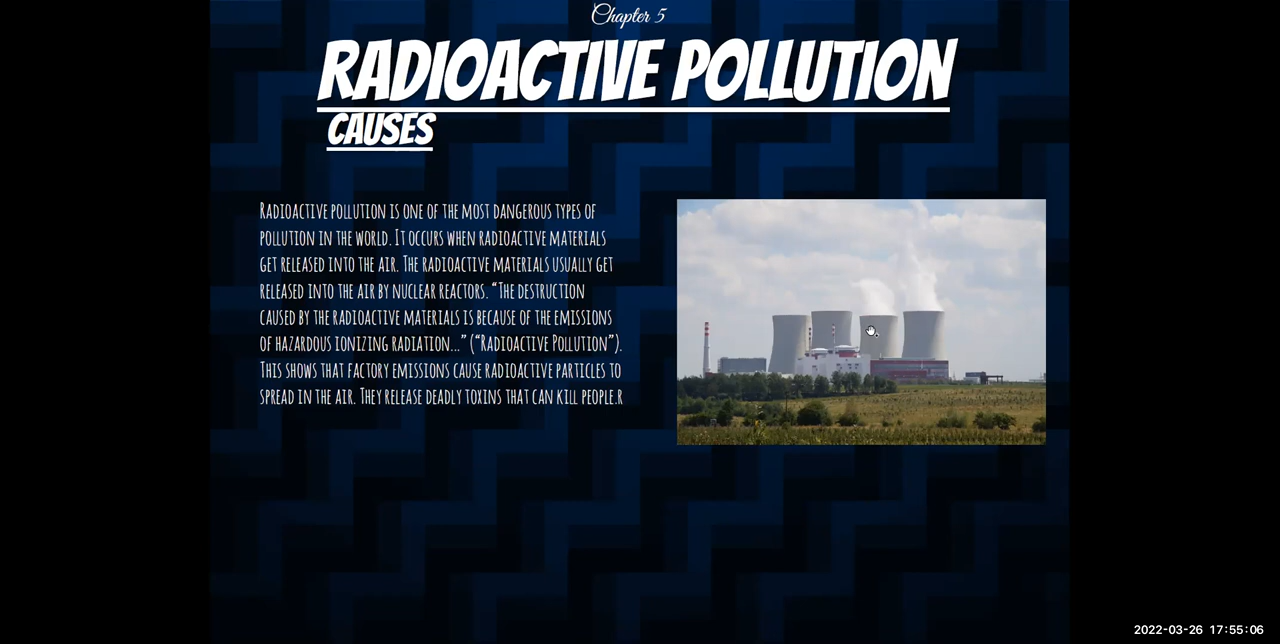 Chapter 5
RADIOACTIVE POLLUTION
CAUSES
RADIOACTIVE POLLUTION IS ONE OF THE MOST DANGEROUS TYPES OF
POLLUTION IN THE WORLD. IT OCCURS WHEN RADIOACTIVE MATERIALS
GET RELEASED INTO THE AIR. THE RADIOACTIVE MATERIALS USUALLY GET
RELEASED INTO THE AIR BY NUCLEAR REACTORS. “THE DESTRUCTION
CAUSED BY THE RADIOACTIVE MATERIALS IS BECAUSE OF THE EMISSIONS
OF HAZARDOUS IONIZING RADIATION...” (“RADIOACTIVE POLLUTION”).
THIS SHOWS THAT FACTORY EMISSIONS CAUSE RADIOACTIVE PARTICLES TO
SPREAD IN THE AIR. THEY RELEASE DEADLY TOXINS THAT CAN KILL PEOPLE.R
2022-03-26 17:55:06